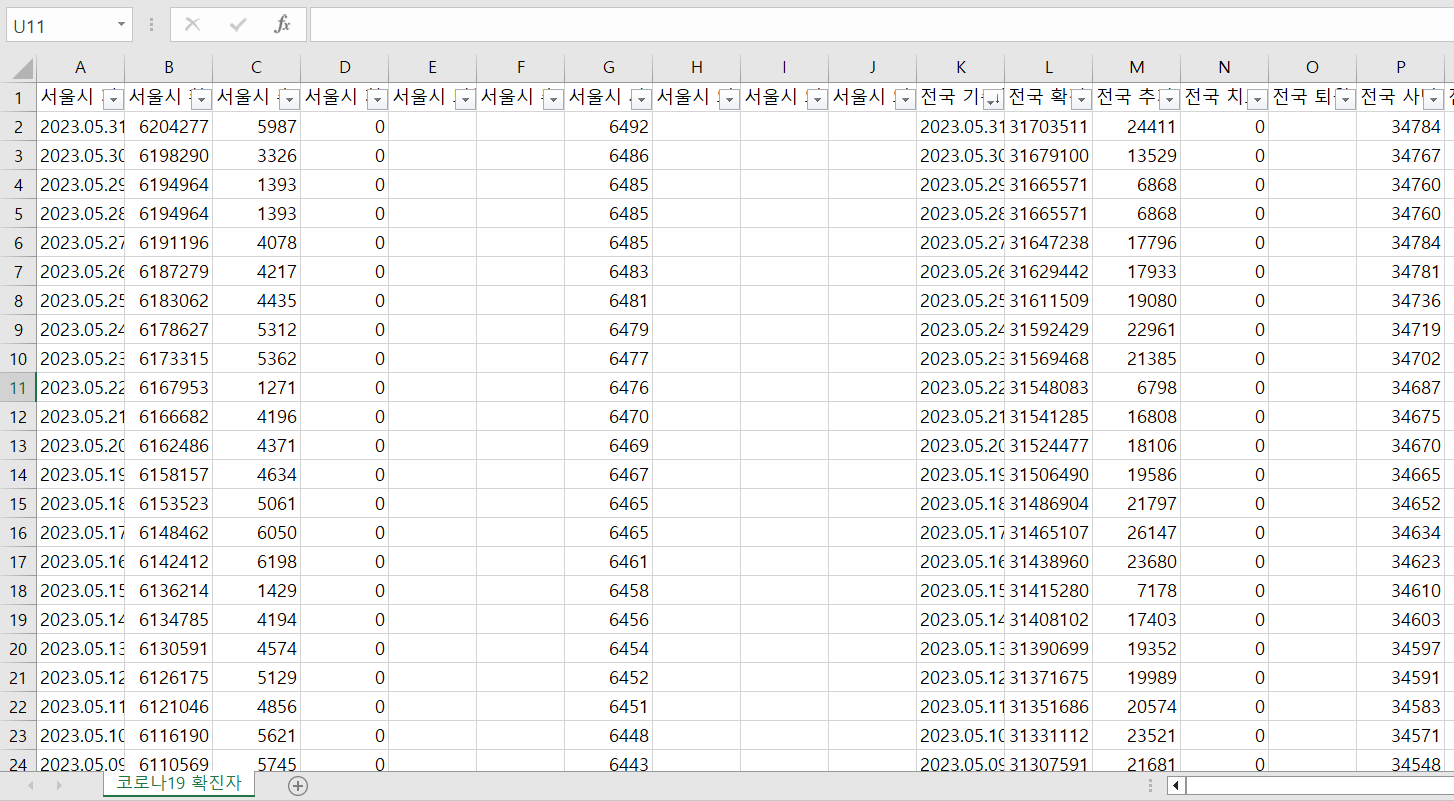 U11
fx
A B C D E F G H I J K L M N O P
1 서울시 서울시 서울시 서울시 서울시 서울시 서울시 서울시 서울시 서울시 전국 기 전국 확 전국 추 전국 치 전국 퇴 전국 사
2 2023.05.31 6204277 5987 0 6492 2023.05.31 31703511 24411 0 34784
3 2023.05.30 6198290 3326 0 6486 2023.05.30 31679100 13529 0 34767
4 2023.05.29 6194964 1393 0 6485 2023.05.29 31665571 6868 0 34760
5 2023.05.28 6194964 1393 0 6485 2023.05.28 31665571 6868 0 34760
6 2023.05.27 6191196 4078 0 6485 2023.05.27 31647238 17796 0 34784
7 2023.05.26 6187279 4217 0 6483 2023.05.26 31629442 17933 0 34781
8 2023.05.25 6183062 4435 0 6481 2023.05.25 31611509 19080 0 34736
9 2023.05.24 6178627 5312 0 6479 2023.05.24 31592429 22961 0 34719
10 2023.05.23 6173315 5362 0 6477 2023.05.23 31569468 21385 0 34702
11 2023.05.22 6167953 1271 0 6476 2023.05.22 31548083 6798 0 34687
12 2023.05.21 6166682 4196 0 6470 2023.05.21 31541285 16808 0 34675
13 2023.05.20 6162486 4371 0 6469 2023.05.20 31524477 18106 0 34670
14 2023.05.19 6158157 4634 0 6467 2023.05.19 31506490 19586 0 34665
15 2023.05.18 6153523 5061 0 6465 2023.05.18 31486904 21797 0 34652
16 2023.05.17 6148462 6050 0 6465 2023.05.17 31465107 26147 0 34634
17 2023.05.16 6142412 6198 0 6461 2023.05.16 31438960 23680 0 34623
18 2023.05.15 6136214 1429 0 6458 2023.05.15 31415280 7178 0 34610
19 2023.05.14 6134785 4194 0 6456 2023.05.14 31408102 17403 0 34603
20 2023.05.13 6130591 4574 0 6454 2023.05.13 31390699 19352 0 34597
21 2023.05.12 6126175 5129 0 6452 2023.05.12 31371675 19989 0 34591
22 2023.05.11 6121046 4856 0 6451 2023.05.11 31351686 20574 0 34583
23 2023.05.10 6116190 5621 0 6448 2023.05.10 31331112 23521 0 34571
24 2023.05.09 6110569 5745 0 6443 2023.05.09 31307591 21681 0 34548
코로나19 확진자